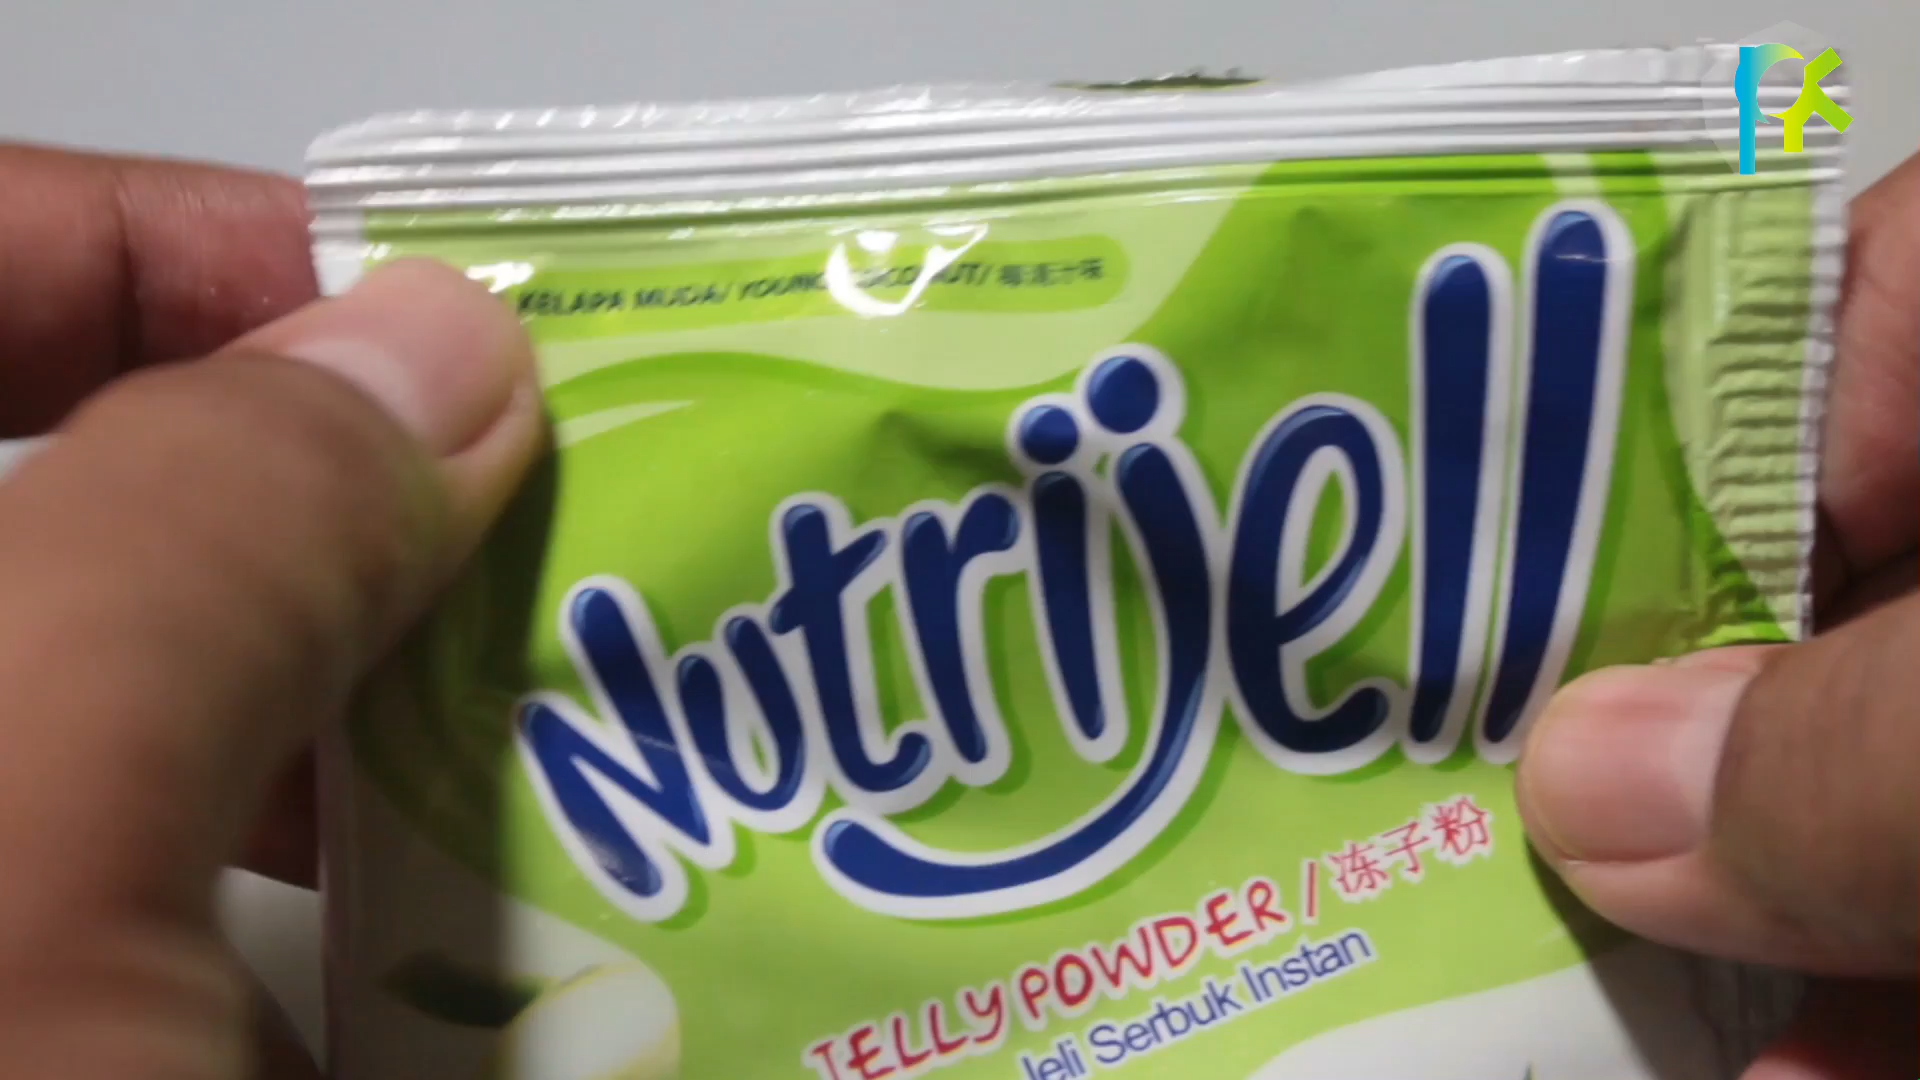 KELAPA MUDA/ YOUNG COCONUT/
Nutrijell
JELLY POWDER / 冻子粉
Jeli Serbuk Instan